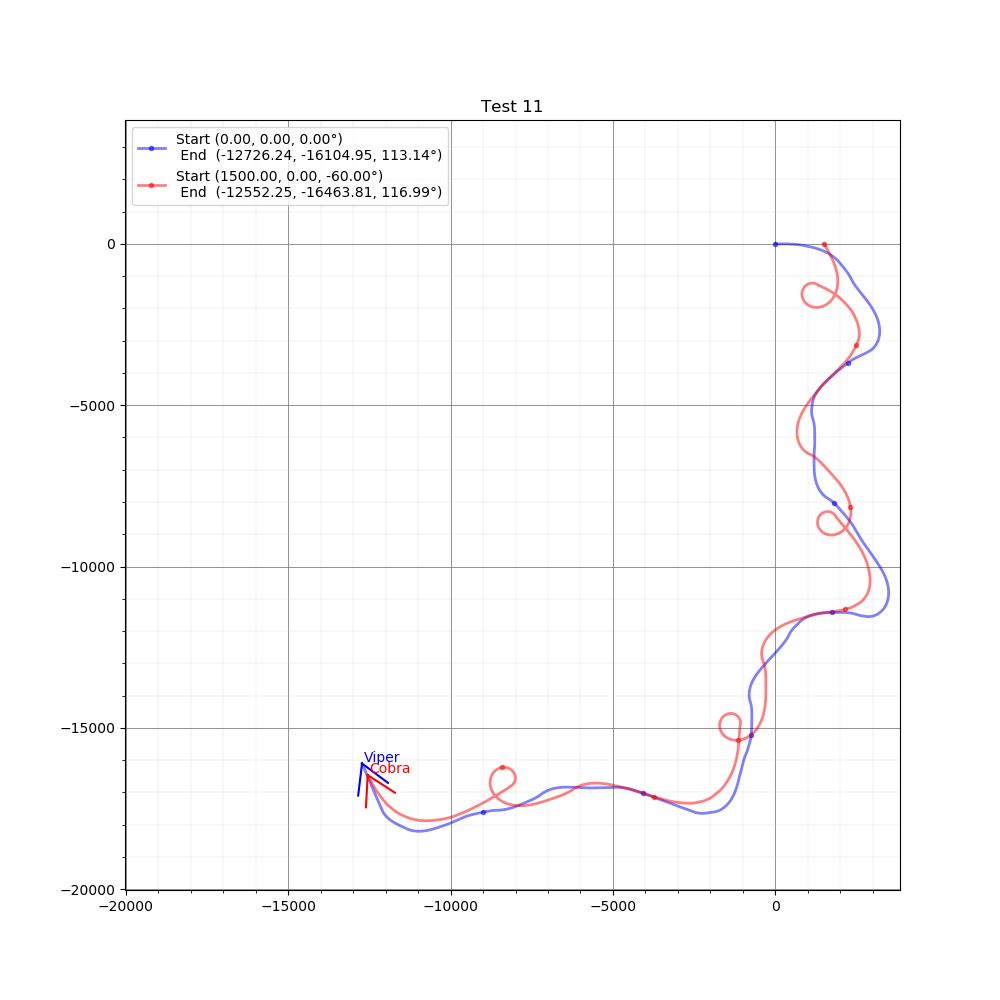 Test 11
Start (0.00, 0.00, 0.00°)
End (-12726.24, -16104.95, 113.14°)
Start (1500.00, 0.00, -60.00°)
End (-12552.25, -16463.81, 116.99°)
0
−5000
−10000
−15000
−20000
Viper
Cobra
−20000
−15000
−10000
−5000
0